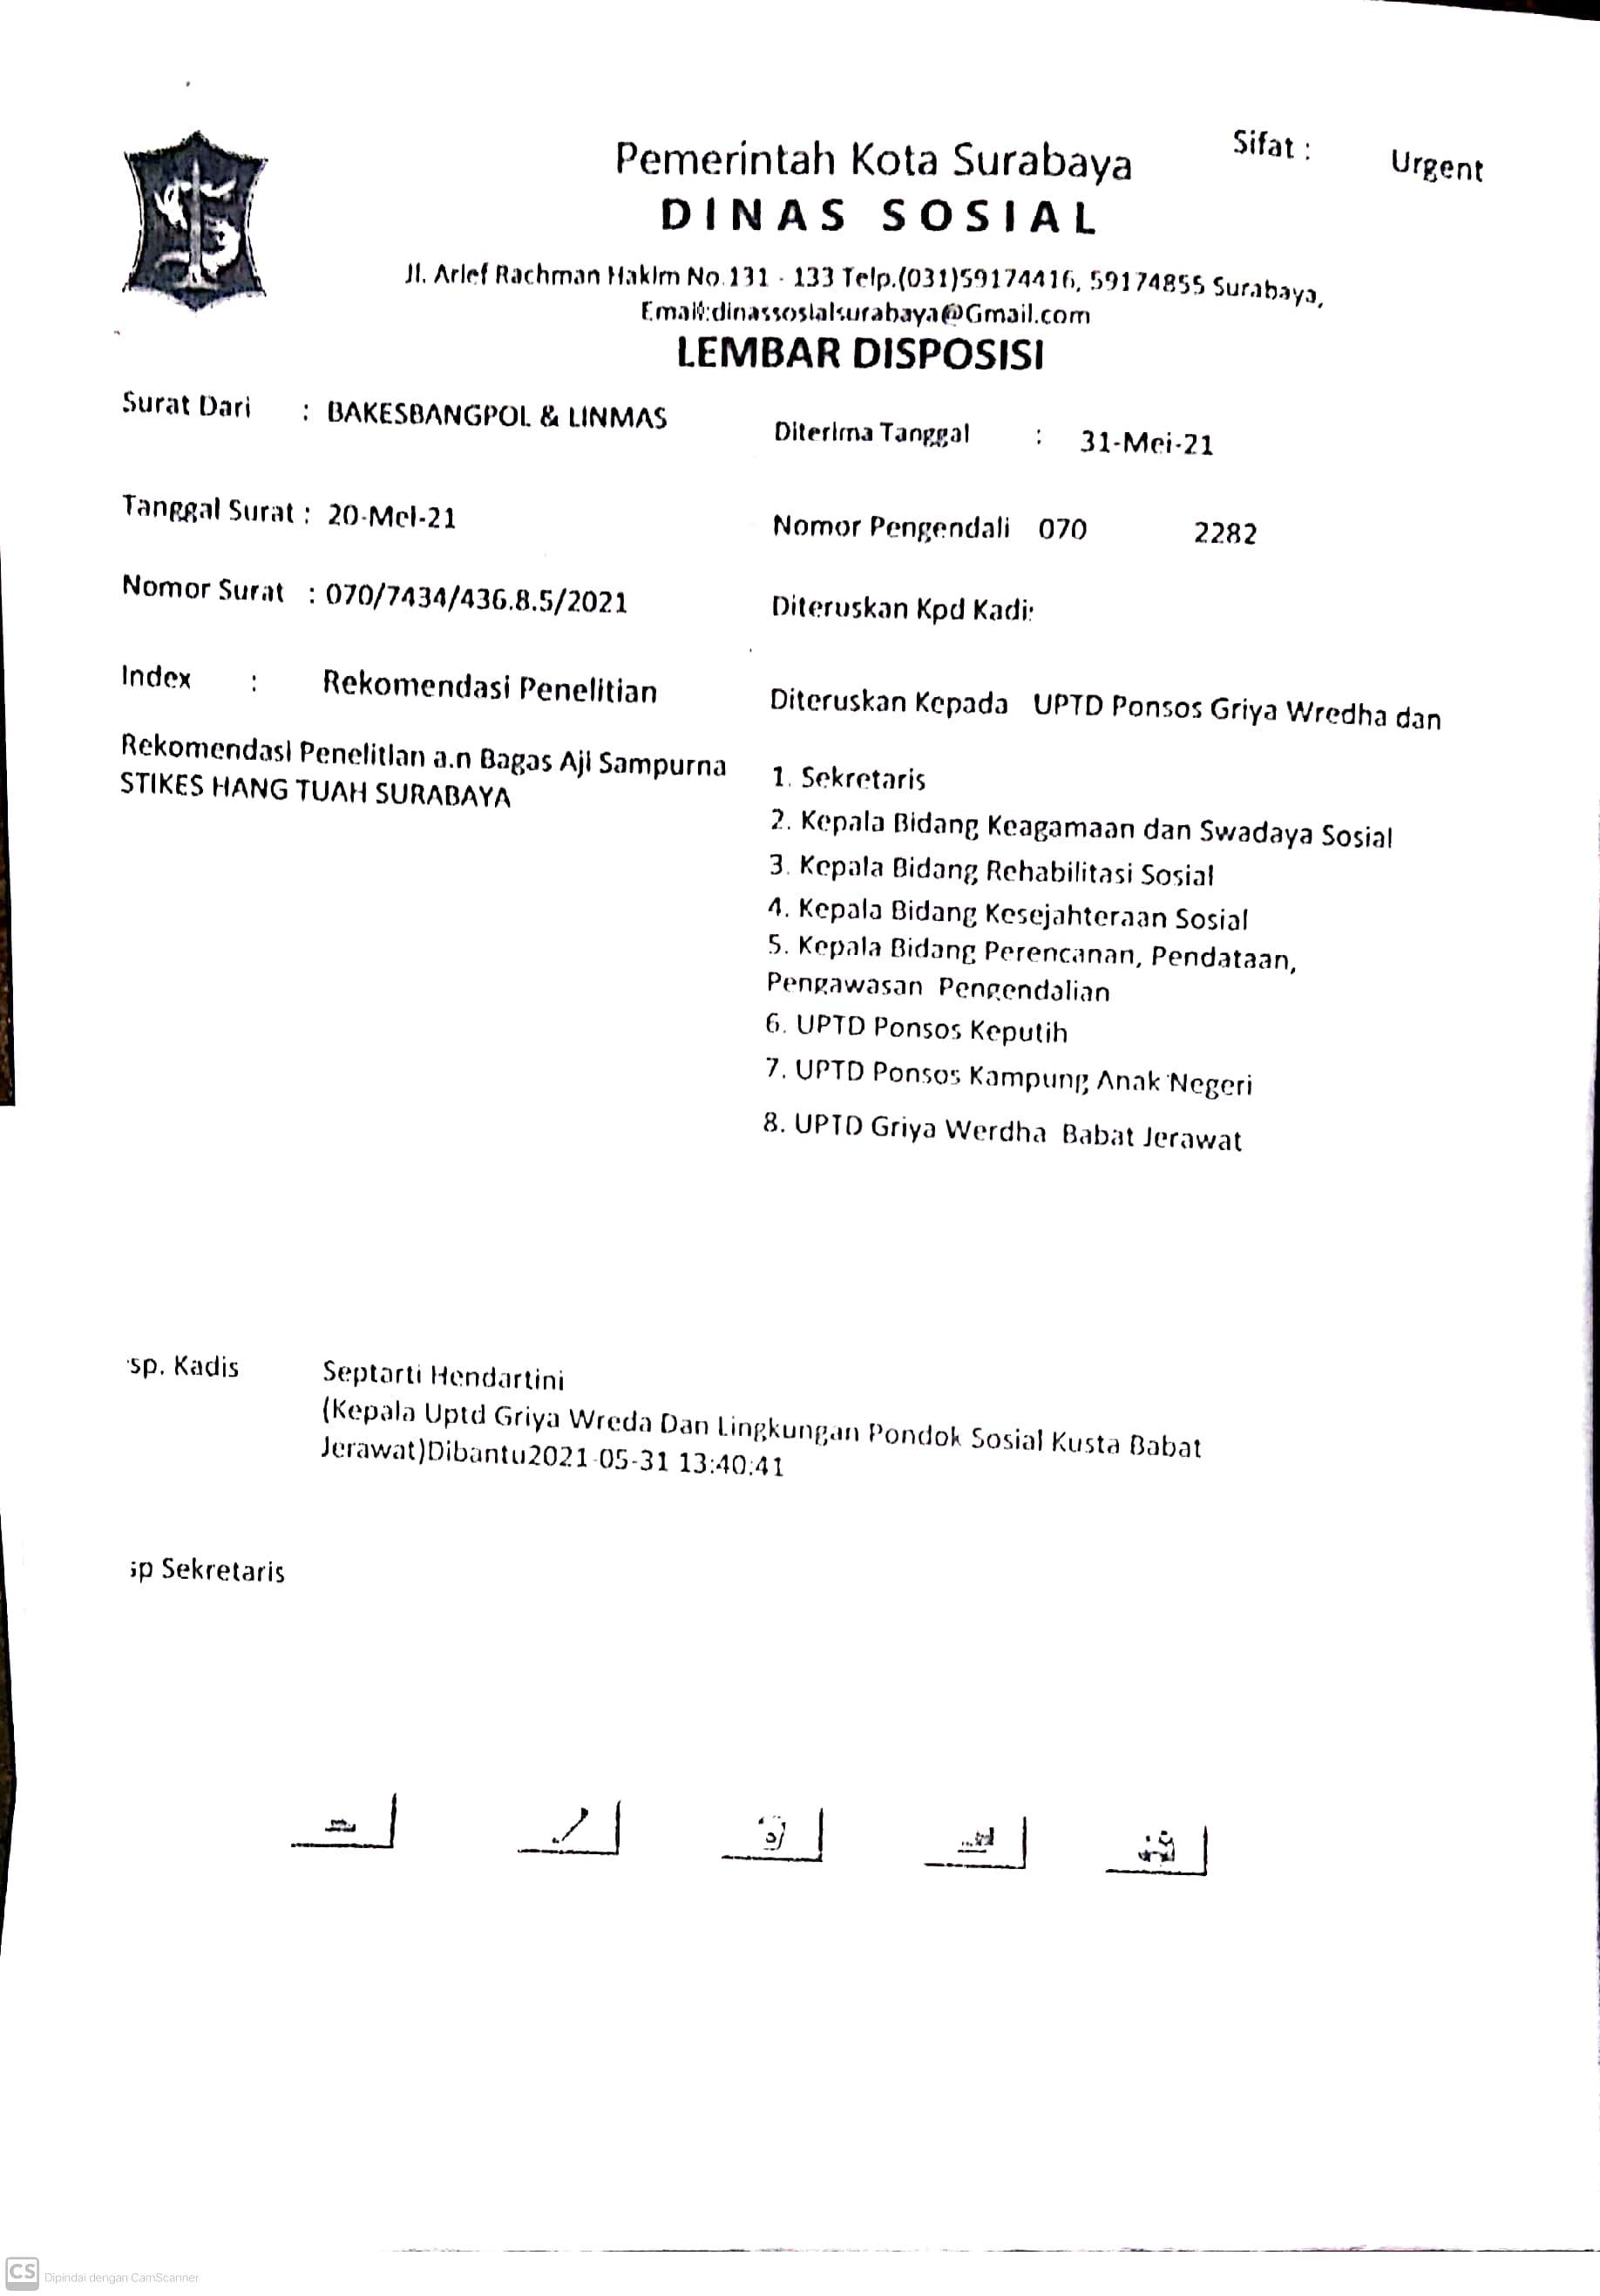 Pemerintah Kota Surabaya
Sifat : Urgent
DINAS SOSIAL
Jl. Arief Rachman Hakim No.131 - 133 Telp.(031)59174416, 59174855 Surabaya,
Email:dinassosialsurabaya@Gmail.com
LEMBAR DISPOSISI
Surat Dari : BAKESBANGPOL & LINMAS
Diterima Tanggal : 31-Mei-21
Tanggal Surat : 20-Mei-21
Nomor Pengendali 070 2282
Nomor Surat : 070/7434/436.8.5/2021
Diteruskan Kpd Kadi:
Index : Rekomendasi Penelitian
Diteruskan Kepada UPTD Ponsos Griya Wredha dan
Rekomendasi Penelitian a.n Bagas Aji Sampurna
STIKES HANG TUAH SURABAYA
1. Sekretaris
2. Kepala Bidang Keagamaan dan Swadaya Sosial
3. Kepala Bidang Rehabilitasi Sosial
4. Kepala Bidang Kesejahteraan Sosial
5. Kepala Bidang Perencanan, Pendataan,
Pengawasan Pengendalian
6. UPTD Ponsos Keputih
7. UPTD Ponsos Kampung Anak Negeri
8. UPTD Griya Werdha Babat Jerawat
sp. Kadis
Septarti Hendartini
(Kepala Uptd Griya Wreda Dan Lingkungan Pondok Sosial Kusta Babat
Jerawat)Dibantu2021-05-31 13:40:41
sp Sekretaris
CS Dipindai dengan CamScanner